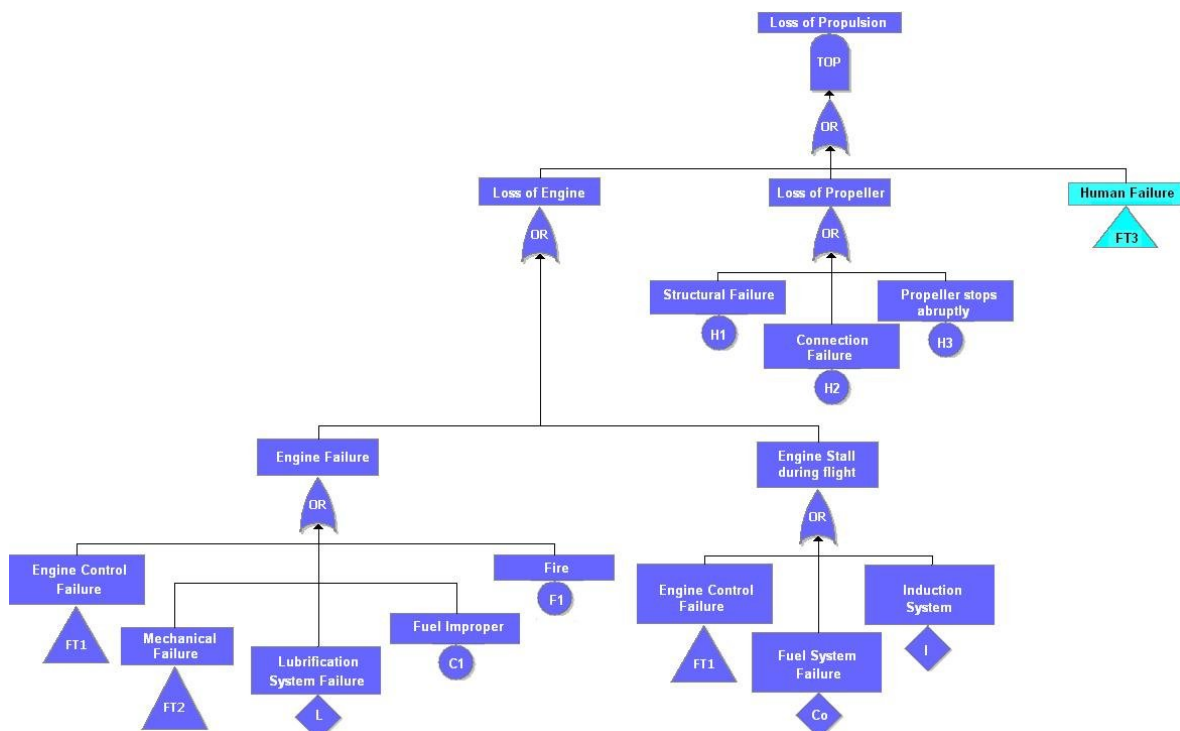 Loss of Propulsion
TOP
OR
Loss of Engine
Loss of Propeller
Human Failure
OR
OR
FT3
Structural Failure
Propeller stops
abruptly
H1
Connection
Failure
H3
H2
Engine Failure
Engine Stall
during flight
OR
OR
Engine Control
Failure
Fire
Engine Control
Failure
Induction
System
FT1
Mechanical
Failure
F1
Fuel Improper
FT1
Fuel System
Failure
I
FT2
Lubrification
System Failure
C1
L
Co